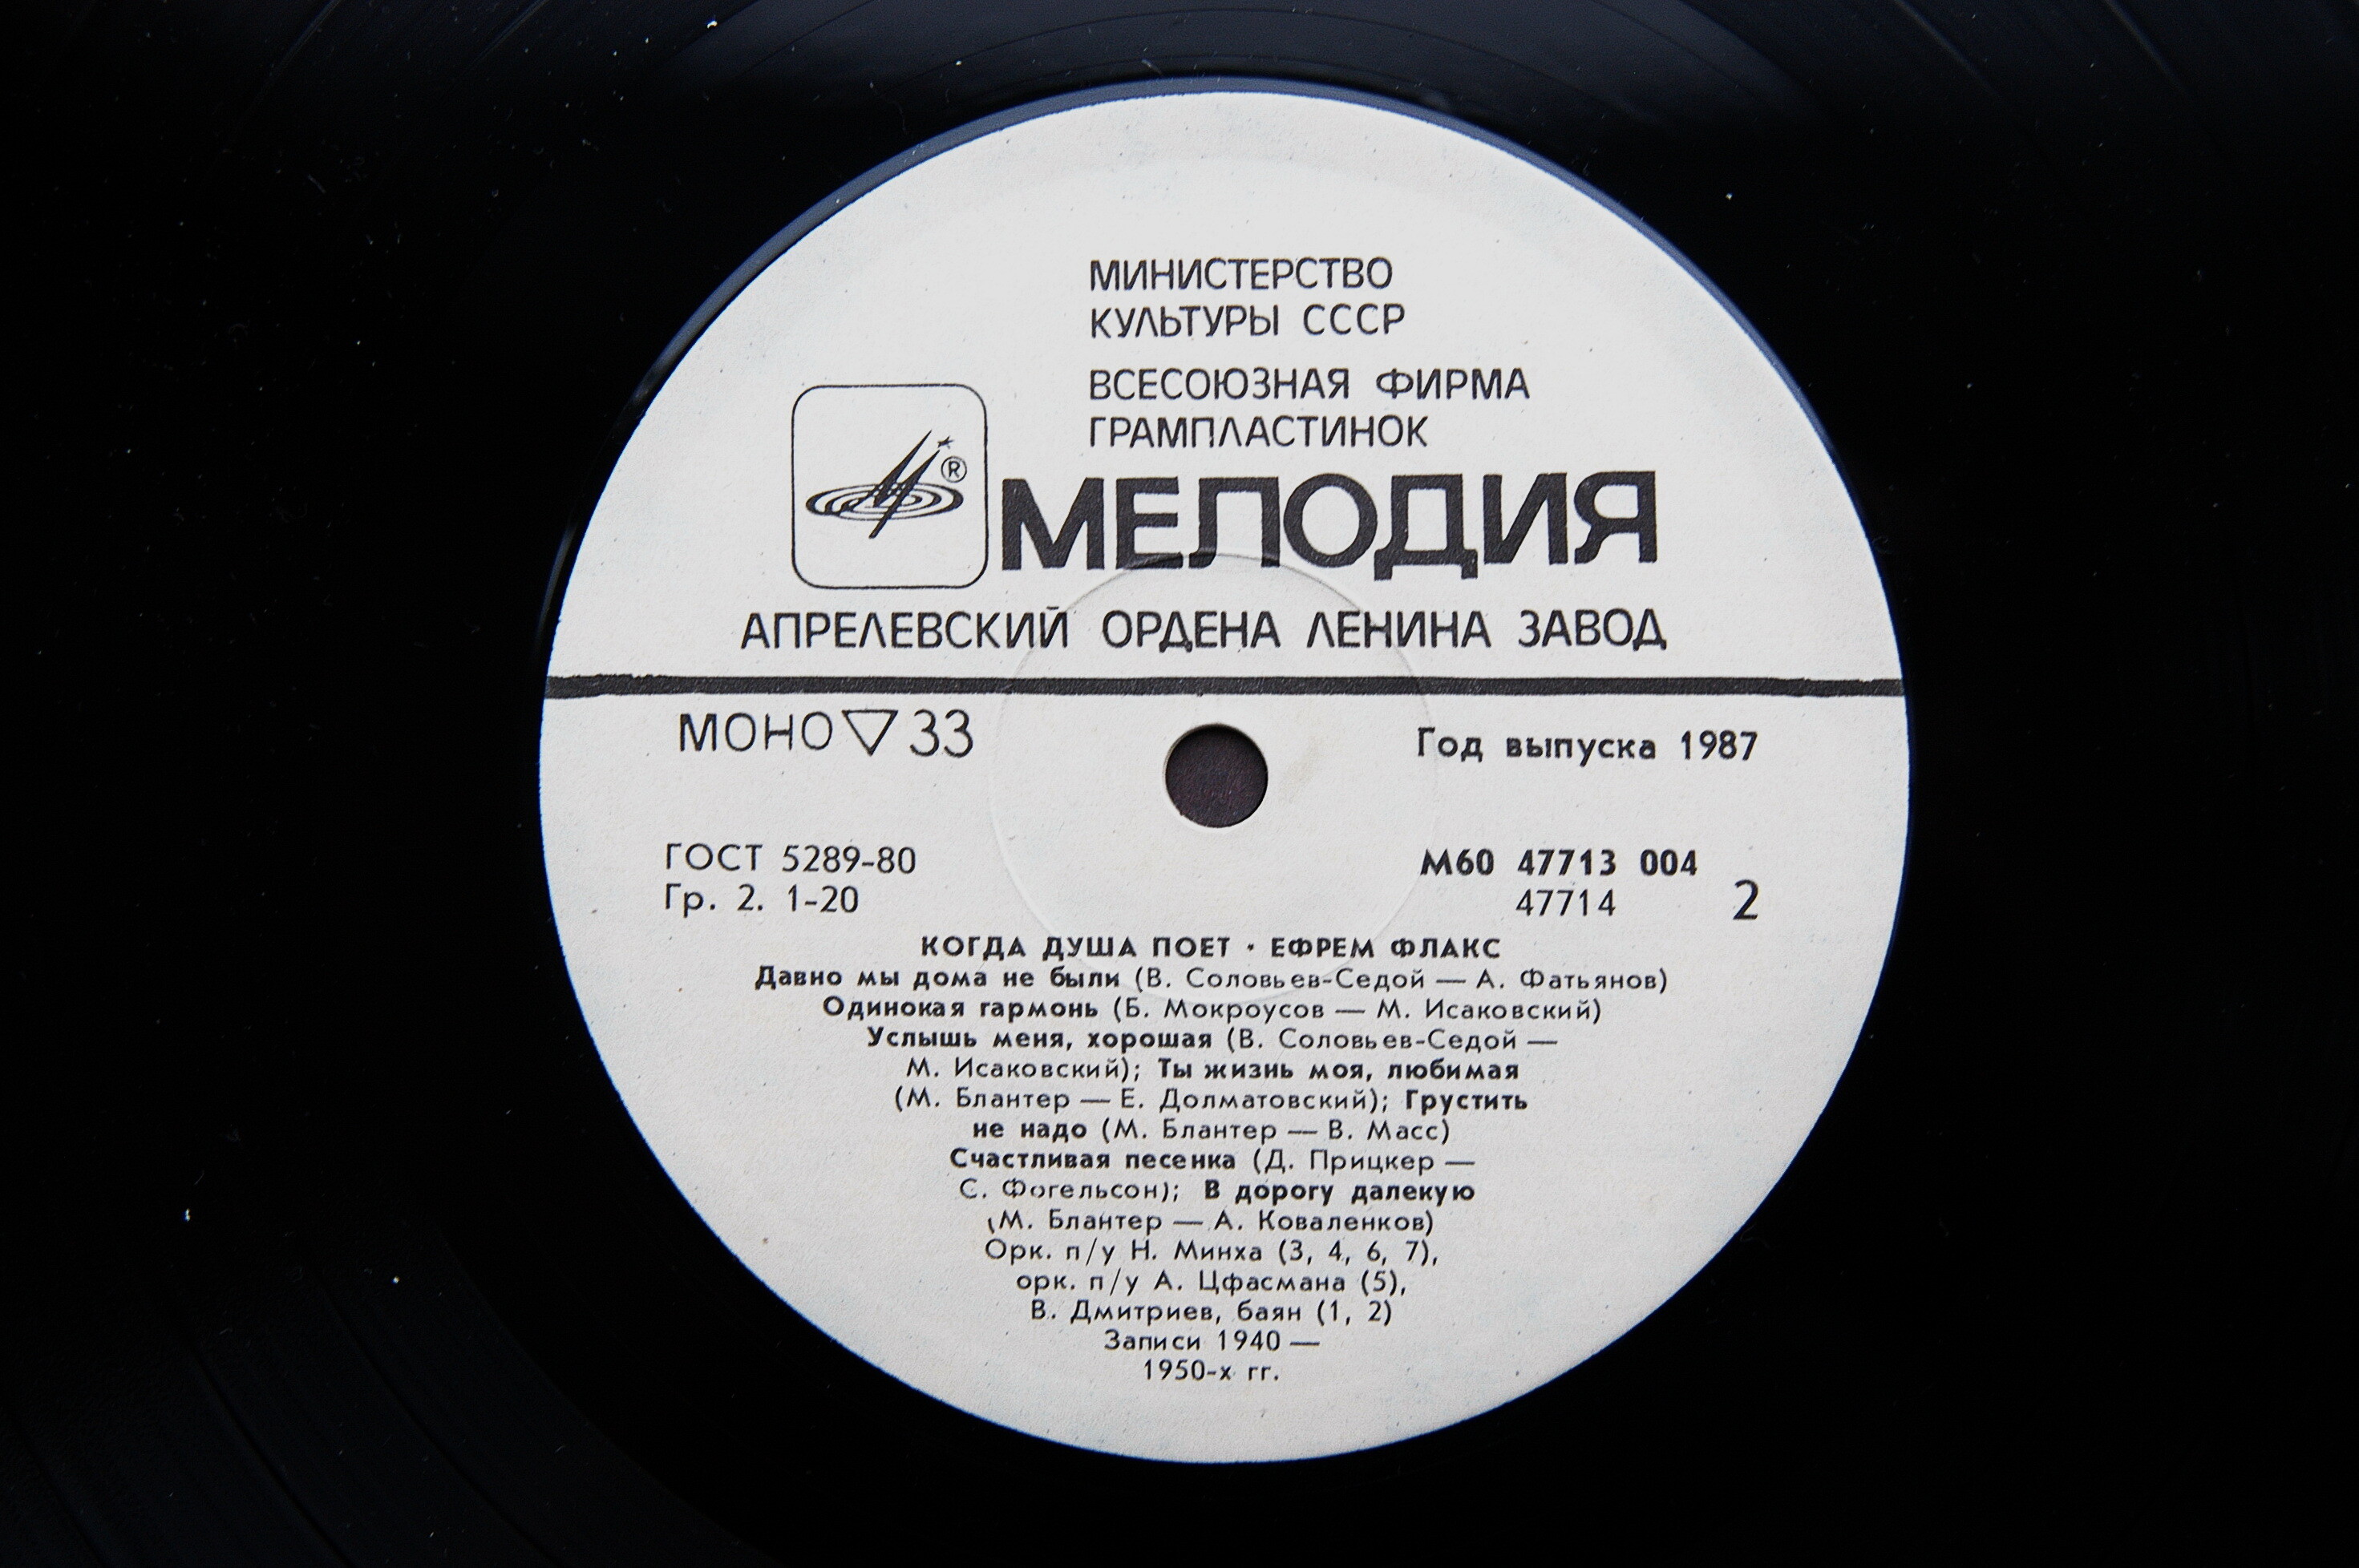 МИНИСТЕРСТВО
КУЛЬТУРЫ СССР
ВСЕСОЮЗНАЯ ФИРМА
ГРАМПЛАСТИНОК
®
МЕЛОДИЯ
АПРЕЛЕВСКИЙ ОРДЕНА ЛЕНИНА ЗАВОД
МОНО ▽ 33
Год выпуска 1987
ГОСТ 5289-80
Гр. 2. 1-20
М60 47713 004
47714
2
КОГДА ДУША ПОЕТ · ЕФРЕМ ФЛАКС
Давно мы дома не были (В. Соловьев-Седой — А. Фатьянов)
Одинокая гармонь (Б. Мокроусов — М. Исаковский)
Услышь меня, хорошая (В. Соловьев-Седой —
М. Исаковский); Ты жизнь моя, любимая
(М. Блантер — Е. Долматовский); Грустить
не надо (М. Блантер — В. Масс)
Счастливая песенка (Д. Прицкер —
С. Фогельсон); В дорогу далекую
(М. Блантер — А. Коваленков)
Орк. п/у Н. Минха (3, 4, 6, 7),
орк. п/у А. Цфасмана (5),
В. Дмитриев, баян (1, 2)
Записи 1940 —
1950-х гг.